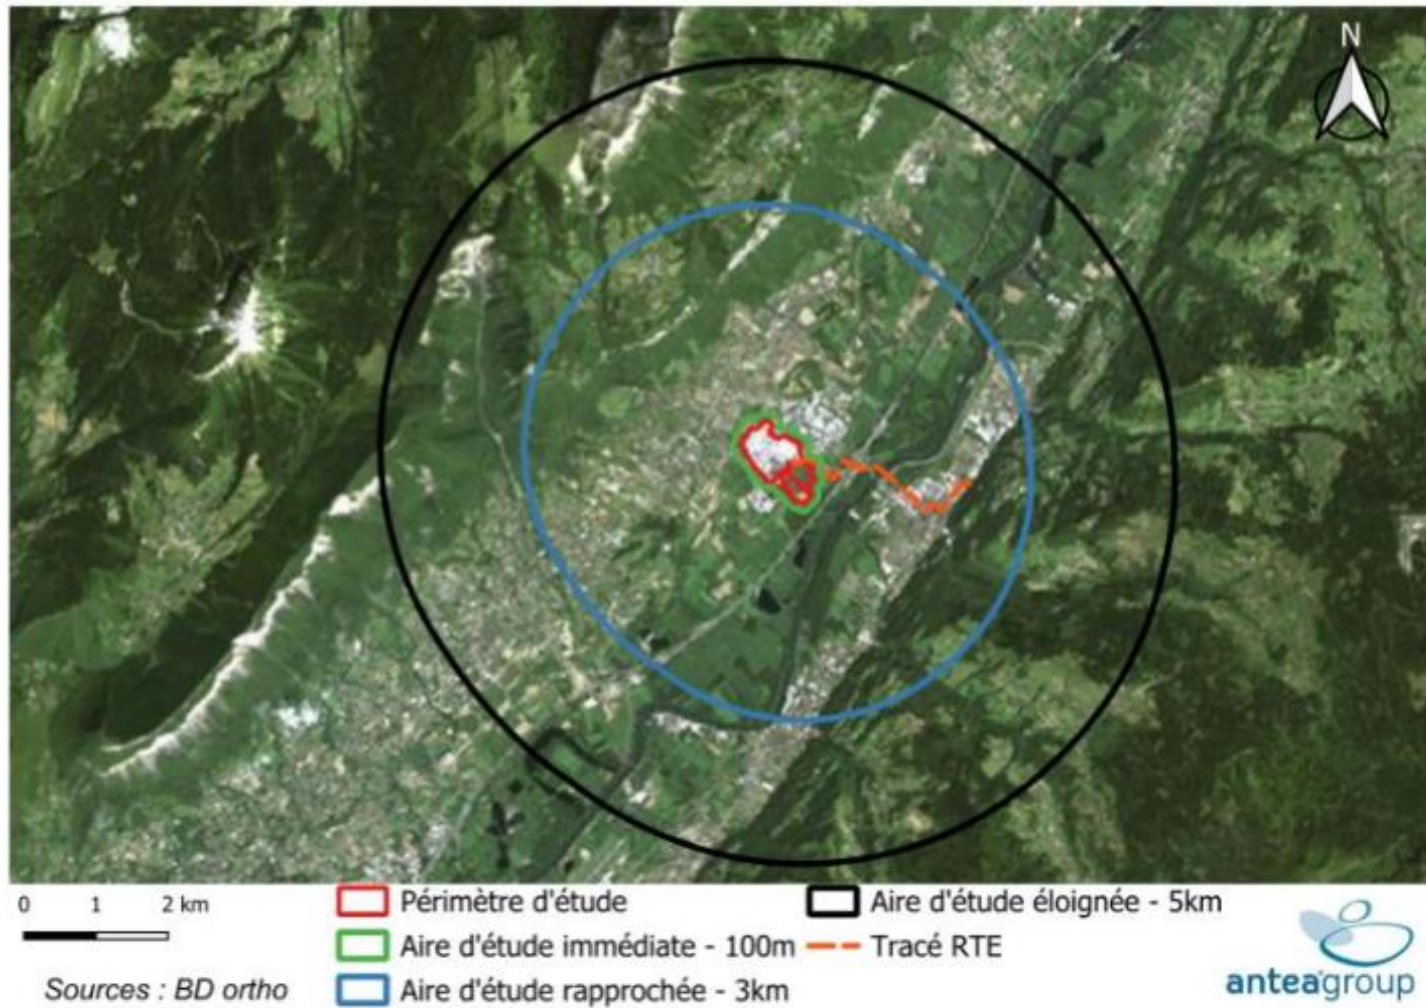 N
0 1 2 km
Périmètre d'étude
Aire d'étude éloignée - 5km
Aire d'étude immédiate - 100m
Tracé RTE
Aire d'étude rapprochée - 3km
Sources : BD ortho
anteagroup